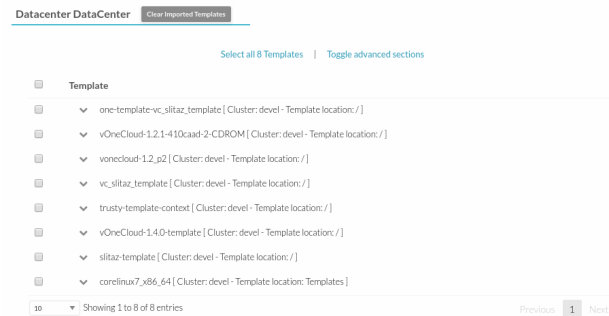 Datacenter DataCenter Clear Imported Templates
Select all 8 Templates | Toggle advanced sections
Template
one-template-vc_slitaz_template [ Cluster: devel - Template location: / ]
vOneCloud-1.2.1-410caad-2-CDROM [ Cluster: devel - Template location: / ]
vonecloud-1.2_p2 [ Cluster: devel - Template location: / ]
vc_slitaz_template [ Cluster: devel - Template location: / ]
trusty-template-context [ Cluster: devel - Template location: / ]
vOneCloud-1.4.0-template [ Cluster: devel - Template location: / ]
slitaz-template [ Cluster: devel - Template location: / ]
corelinux7_x86_64 [ Cluster: devel - Template location: Templates ]
10 Showing 1 to 8 of 8 entries Previous 1 Next